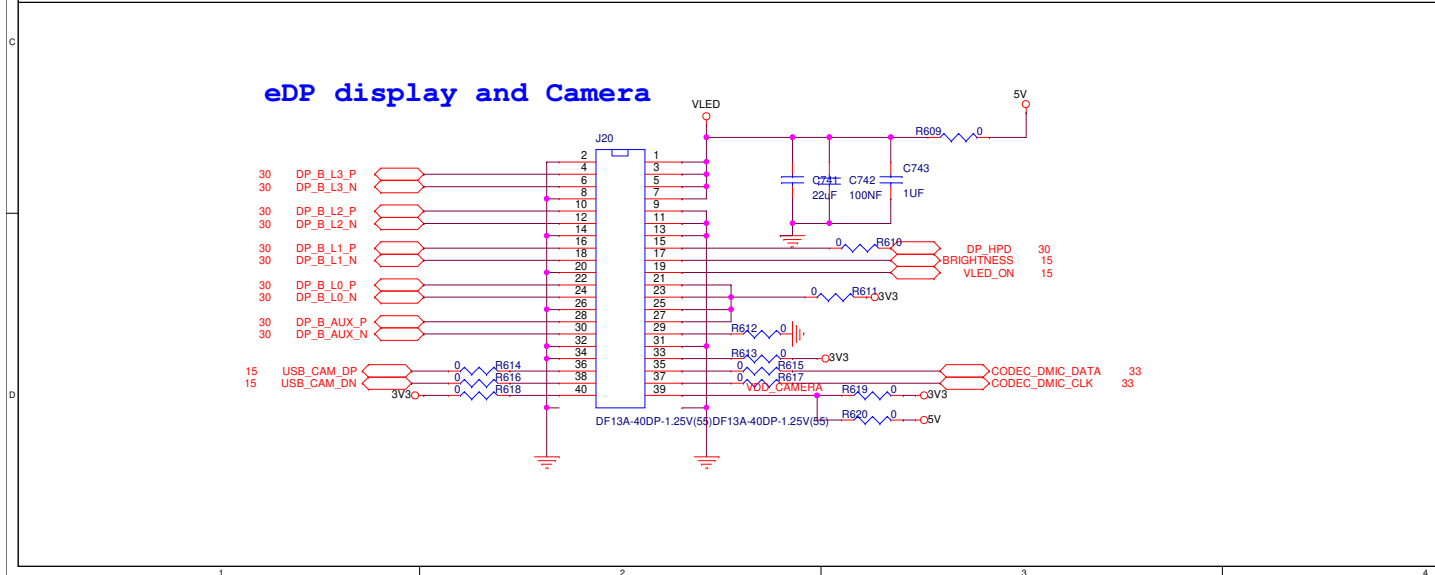 C
eDP display and Camera
VLED
5V
J20
R609 0
2 1
30 DP_B_L3_P 4 3
30 DP_B_L3_N 6 5
8 7
C741 22uF
C742 100NF
C743 1UF
30 DP_B_L2_P 10 9
30 DP_B_L2_N 12 11
14 13
30 DP_B_L1_P 16 15 0 R610 DP_HPD 30
30 DP_B_L1_N 18 17 BRIGHTNESS 15
20 19 VLED_ON 15
30 DP_B_L0_P 22 21
30 DP_B_L0_N 24 23 0 R611 3V3
26 25
30 DP_B_AUX_P 28 27
30 DP_B_AUX_N 30 29 R612 0
32 31
34 33 R613 0 3V3
15 USB_CAM_DP 0 R614 36 35 0 R615 CODEC_DMIC_DATA 33
15 USB_CAM_DN 0 R616 38 37 0 R617 CODEC_DMIC_CLK 33
3V3 0 R618 40 39 VDD_CAMERA R619 0 3V3
D
R620 0 5V
DF13A-40DP-1.25V(55)DF13A-40DP-1.25V(55)
1 2 3 4